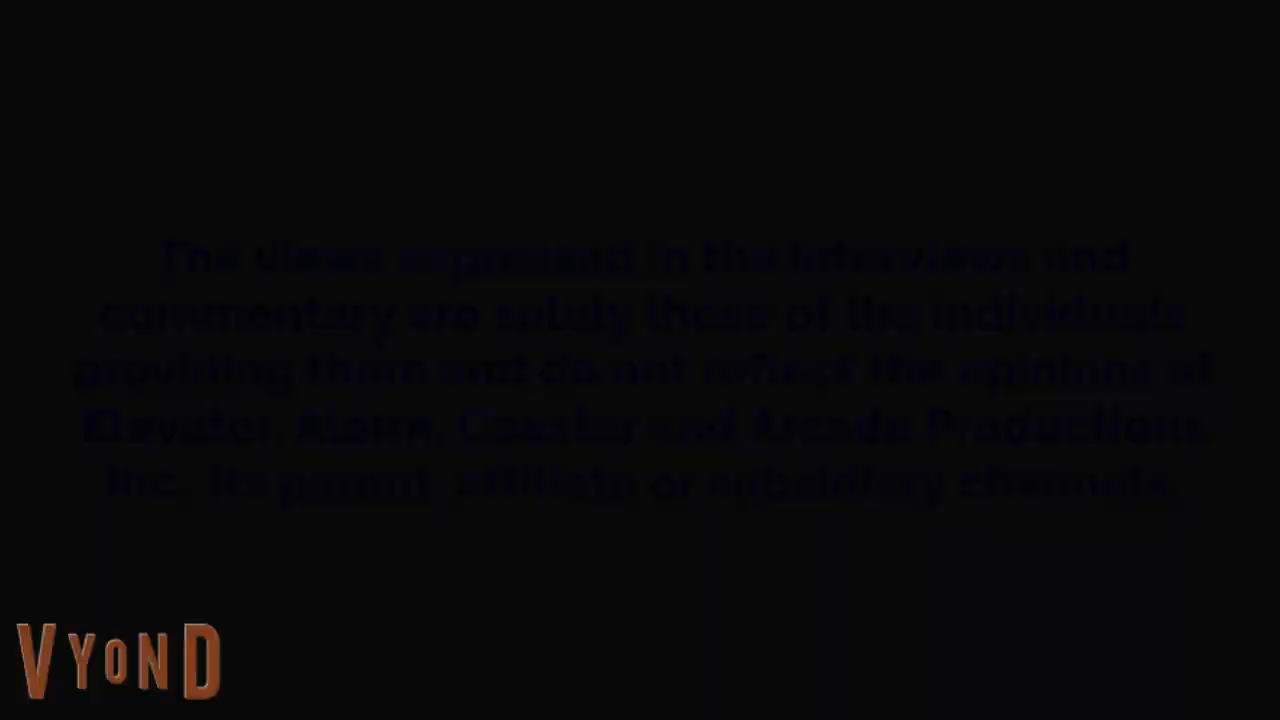 The views expressed in the interviews and
commentary are solely those of the individuals
providing them and do not reflect the opinions of
Elevator, Alarm, Coaster and Arcade Productions
Inc., its parent, affiliate or subsidiary channels.
VYOND